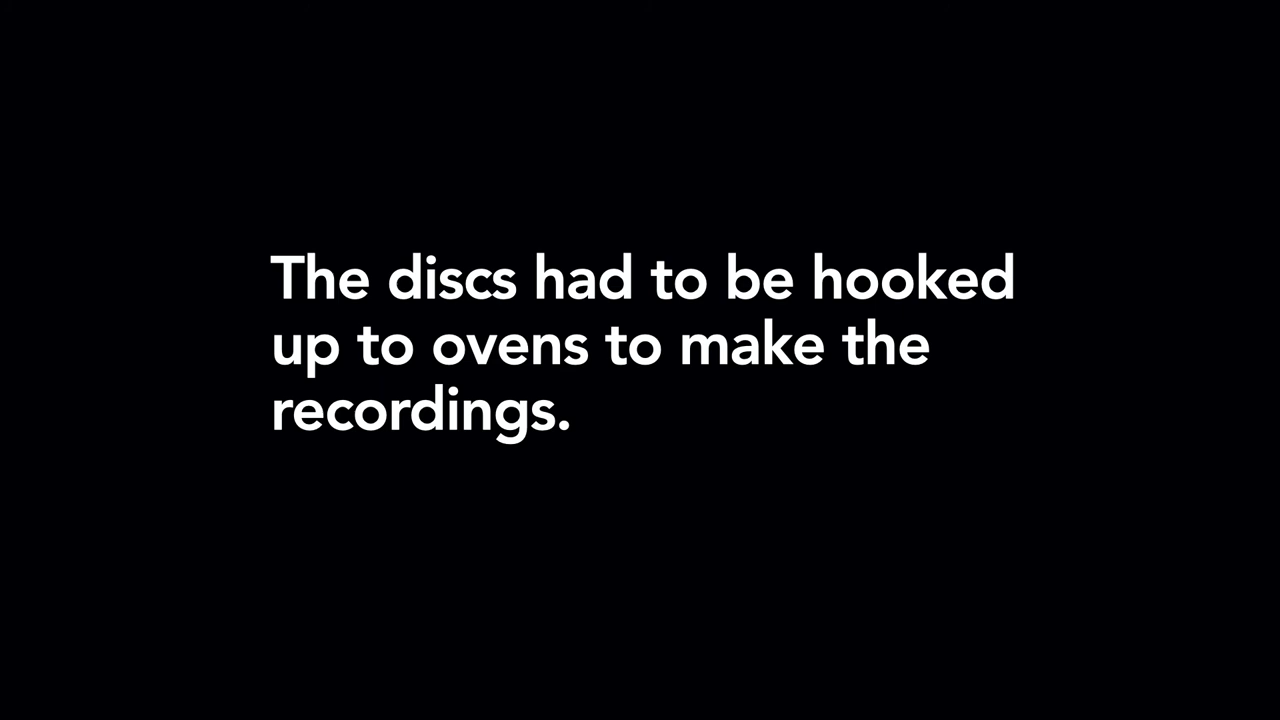 The discs had to be hooked
up to ovens to make the
recordings.